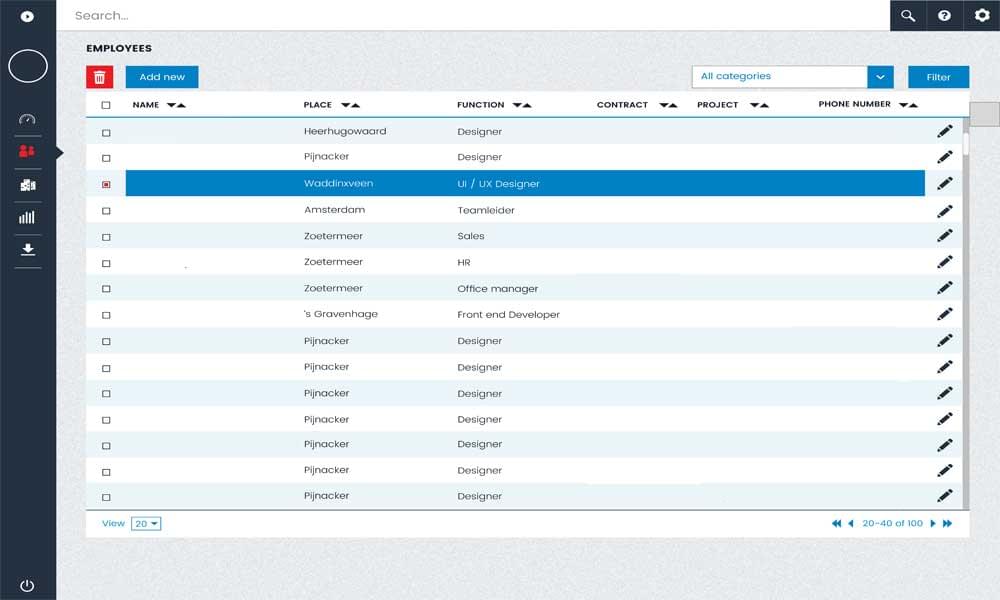 Search...
EMPLOYEES
Add new All categories Filter
NAME PLACE FUNCTION CONTRACT PROJECT PHONE NUMBER
Heerhugowaard Designer
Pijnacker Designer
Waddinxveen UI / UX Designer
Amsterdam Teamleider
Zoetermeer Sales
Zoetermeer HR
Zoetermeer Office manager
's Gravenhage Front end Developer
Pijnacker Designer
Pijnacker Designer
Pijnacker Designer
Pijnacker Designer
Pijnacker Designer
Pijnacker Designer
Pijnacker Designer
View 20 20-40 of 100